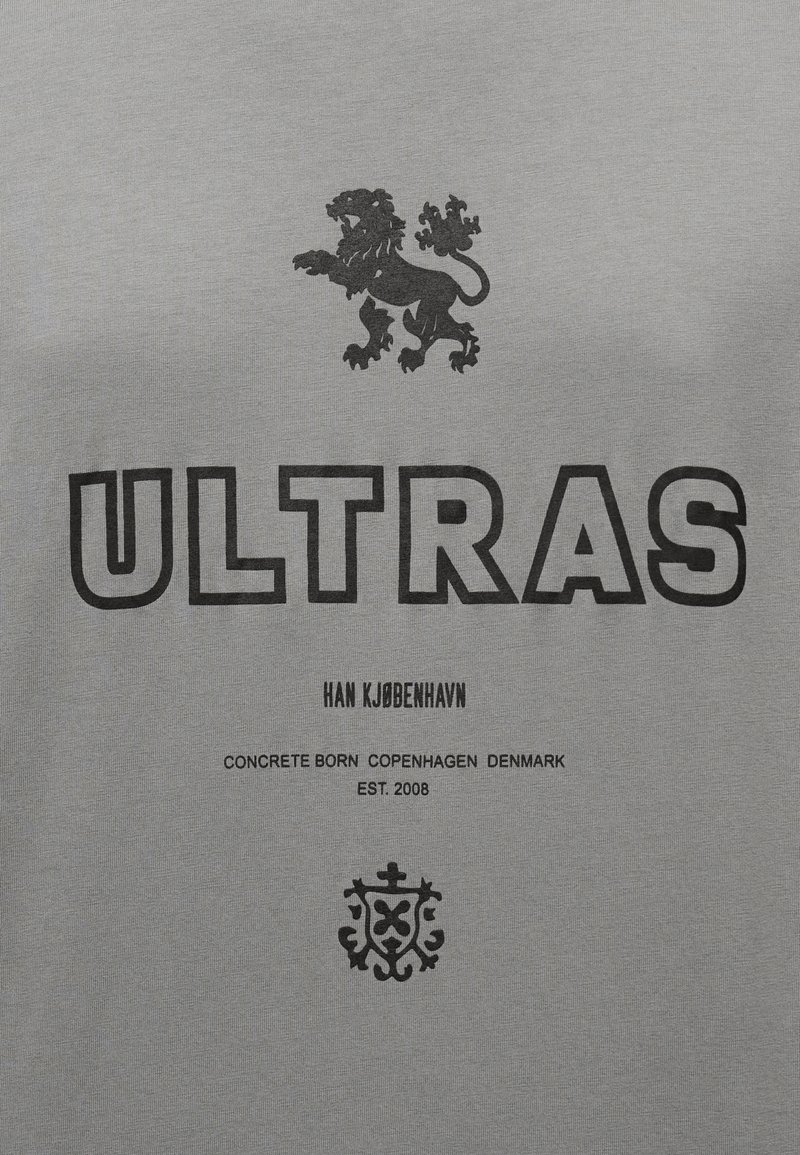 ULTRAS
HAN KJØBENHAVN
CONCRETE BORN COPENHAGEN DENMARK
EST. 2008